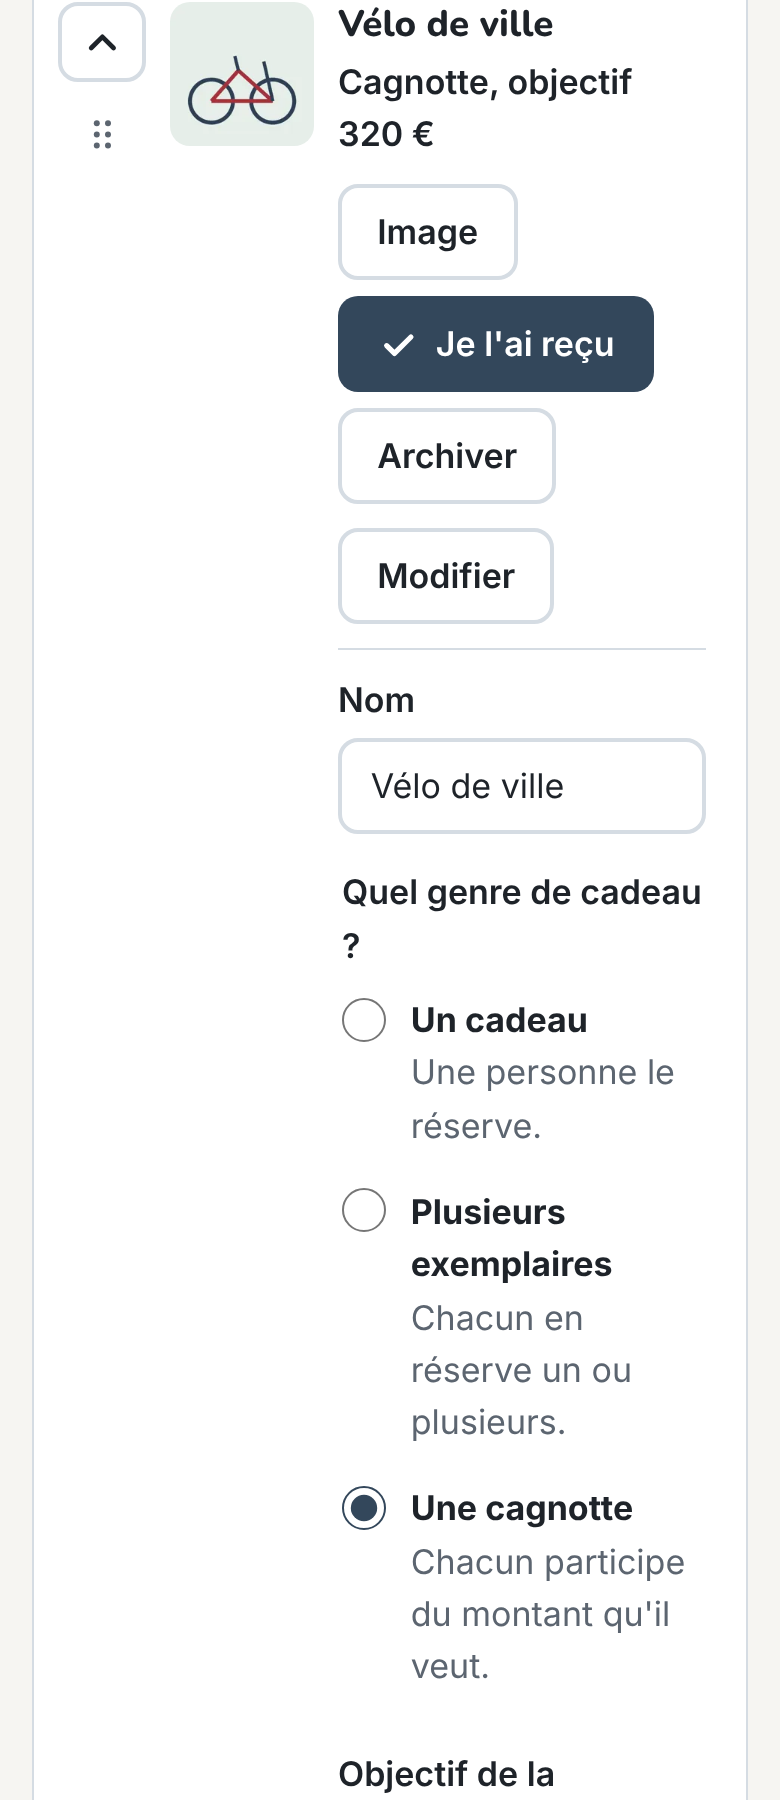 Vélo de ville
Cagnotte, objectif
320 €
Image
Je l'ai reçu
Archiver
Modifier
Nom
Vélo de ville
Quel genre de cadeau
?
Un cadeau
Une personne le
réserve.
Plusieurs
exemplaires
Chacun en
réserve un ou
plusieurs.
Une cagnotte
Chacun participe
du montant qu'il
veut.
Objectif de la